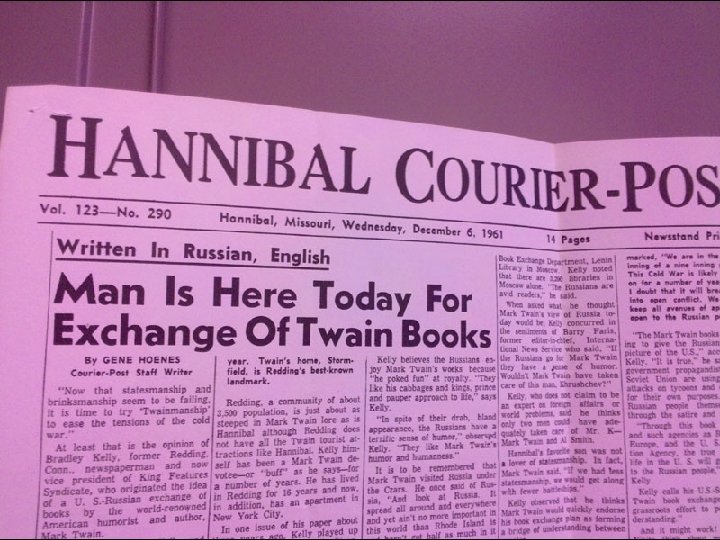 HANNIBAL COURIER-POS
Vol. 123—No. 290
Hannibal, Missouri, Wednesday, December 6, 1961
14 Pages
Newsstand Pri
Written In Russian, English
Man Is Here Today For
Exchange Of Twain Books
By GENE HOENES
Courier-Post Staff Writer
"Now that statesmanship and
brinksmanship seem to be failing,
it is time to try 'Twainmanship'
to ease the tensions of the cold
war."
At least that is the opinion of
Bradley Kelly, former Redding,
Conn., newspaperman and now
vice president of King Features
Syndicate, who originated the idea
of a U. S.-Russian exchange of
books by the world-renowned
American humorist and author,
Mark Twain.
year. Twain's home, Storm-
field, is Redding's best-known
landmark.
Redding, a community of about
3,500 population, is just about as
steeped in Mark Twain lore as is
Hannibal although Redding does
not have all the Twain tourist at-
tractions like Hannibal. Kelly him-
self has been a Mark Twain de-
votee—or "buff" as he says—for
a number of years. He has lived
in Redding for 16 years and now,
in addition, has an apartment in
New York City.
In one issue of his paper about
years ago, Kelly played up
Kelly believes the Russians en-
joy Mark Twain's works because
he "poked fun" at royalty. "They
like his cabbages and kings, prince
and pauper approach to life," says
Kelly.
"In spite of their drab, bland
appearance, the Russians have a
terrific sense of humor," observed
Kelly. "They like Mark Twain's
humor and humanness."
It is to be remembered that
Mark Twain visited Russia under
the Czars. He once said of Rus-
sia, "And look at Russia. It
spread all around and everywhere
and yet ain't no more important in
this world than Rhode Island is
hasn't got half as much in it
Book Exchange Department, Lenin
Library in Moscow. Kelly noted
that there are libraries in
Moscow alone. "The Russians are
avid readers," he said.
When asked what he thought
Mark Twain's view of Russia to-
day would be Kelly concurred in
the sentiments of Barry Faris,
former editor-in-chief, Interna-
tional News Service who said, "If
the Russians go for Mark Twain
they have a sense of humor.
Wouldn't Mark Twain have taken
care of this man, Khrushchev?"
Kelly, who does not claim to be
an expert on foreign affairs or
world problems, said he thinks
only two men could have ade-
quately taken care of Mr. K—
Mark Twain and Al Smith.
Hannibal's favorite son was not
a lover of statesmanship. In fact,
Mark Twain said, "If we had less
statesmanship, we would get along
with fewer battleships."
Kelly observed that he thinks
Mark Twain would quickly endorse
his book exchange plan as forming
a bridge of understanding between
marked, "We are in the
inning of a nine inning
This Cold War is likely
on for a number of year
I doubt that it will brea
into open conflict. We
keep all avenues of ap
open to the Russian p
"The Mark Twain books
ing to give the Russian
picture of the U.S.," acc
Kelly. "It is true," he sa
government propagandist
Soviet Union are using
attacks on tyrants and
for their own purposes.
Russian people themse
through the satire and
"Through this book
and such agencies as
Europe, and the U. S
tion Agency, the true
life in the U. S. will
the Russian people,"
Kelly
Kelly calls his U.S.-S
book exchange
grassroots effort to p
derstanding."
And it might work!